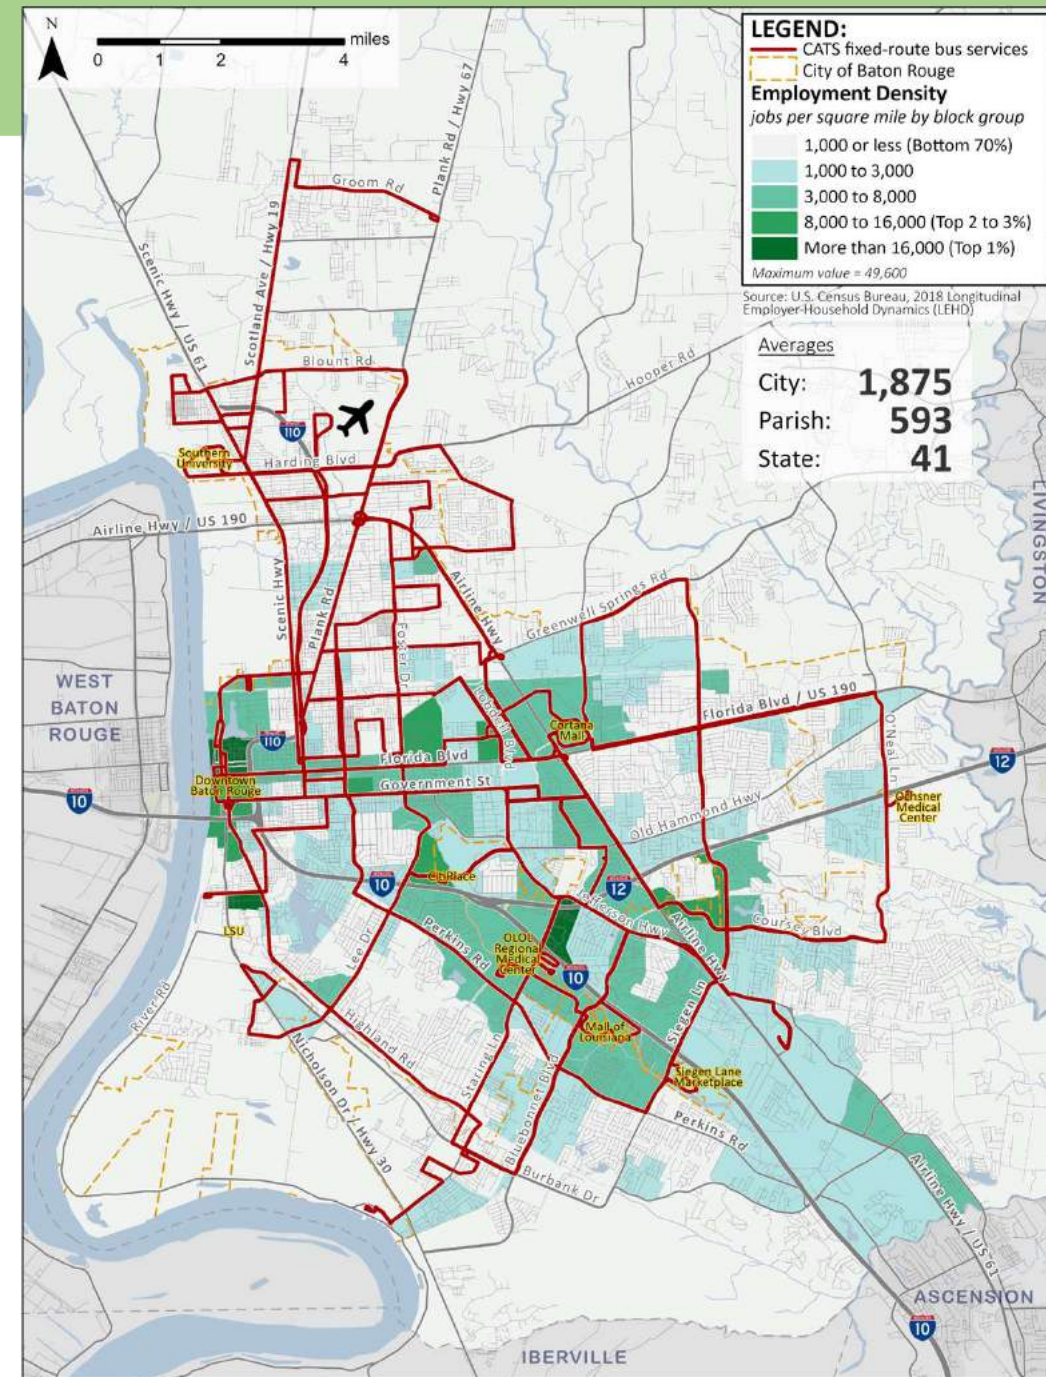 N
miles
0 1 2 4
LEGEND:
CATS fixed-route bus services
City of Baton Rouge
Employment Density
jobs per square mile by block group
1,000 or less (Bottom 70%)
1,000 to 3,000
3,000 to 8,000
8,000 to 16,000 (Top 2 to 3%)
More than 16,000 (Top 1%)
Maximum value = 49,600
Source: U.S. Census Bureau, 2018 Longitudinal
Employer-Household Dynamics (LEHD)
Averages
City: 1,875
Parish: 593
State: 41
Plank Rd / Hwy 67
Groom Rd
Scotland Ave / Hwy 19
Scenic Hwy / US 61
Blount Rd
Hooper Rd
110
Southern
University
Harding Blvd
Airline Hwy / US 190
LIVINGSTON
Scenic Hwy
Plank Rd
Foster Dr
Airline Hwy
Greenwell Springs Rd
WEST
BATON
ROUGE
Lobdell Blvd
Florida Blvd / US 190
Cortana
Mall
O'Neal Ln
110
Florida Blvd
12
Downtown
Baton Rouge
Government St
10
Old Hammond Hwy
Ochsner
Medical
Center
CitiPlace
10
12
Jefferson Hwy
Airline Hwy
Coursey Blvd
LSU
Lee Dr
Perkins Rd
OLOL
Regional
Medical
Center
10
River Rd
Highland Rd
Siegen Ln
Mall of
Louisiana
Nicholson Dr / Hwy 30
Staring Ln
Bluebonnet Blvd
Siegen Lane
Marketplace
Perkins Rd
Burbank Dr
Airline Hwy / US 61
ASCENSION
10
IBERVILLE